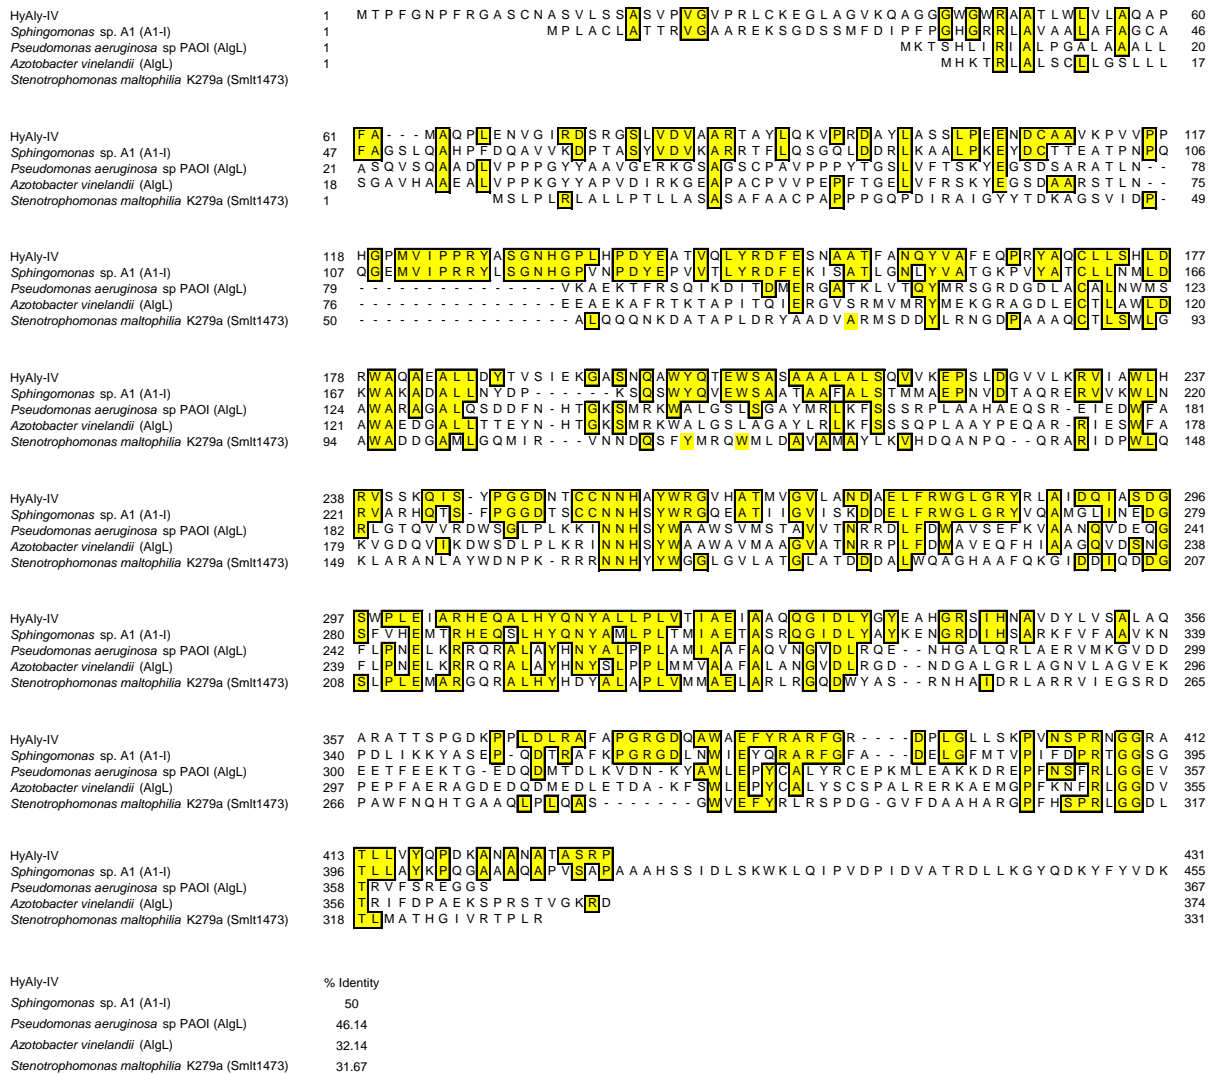 HyAly-IV 1 MTPFGNPFRGASCNASVLSSASVPVGVPRLCKEGLAGVKQAGGGWGWRAATLWLVLAQAP 60
Sphingomonas sp. A1 (A1-I) 1 MPLACLATTRVGAAREKSGDSSMFDIPFPGHGRRLAVAALAFAGCA 46
Pseudomonas aeruginosa sp PAOI (AlgL) 1 MKTSHLIRIALPGALAAALL 20
Azotobacter vinelandii (AlgL) 1 MHKTRLALSCLLGSLLL 17
Stenotrophomonas maltophilia K279a (Smlt1473)
HyAly-IV 61 FA---MAQPLENVGIRDSRGSLVDVAARTAYLQKVPRDAYLASSLPEENDCAAVKPVVPP 117
Sphingomonas sp. A1 (A1-I) 47 FAGSLQAHPFDQAVVKDPTASYVDVKARRTFLQSGQLDDRLKAALPKEYDCTTEATPNPQ 106
Pseudomonas aeruginosa sp PAOI (AlgL) 21 ASQVSQAADLVPPPGYYAAVGERKGSAGSCPAVPPPYTGSLVFTSKYEGSDSARATLN-- 78
Azotobacter vinelandii (AlgL) 18 SGAVHAAEALVPPKGYYAPVDIRKGEAPACPVVPEPFTGELVFRSKYEGSDAARSTLN-- 75
Stenotrophomonas maltophilia K279a (Smlt1473) 1 MSLPLRLALLPTLLASASAFAACPAPPPGQPDIRAIGYYTDKAGSVIDP- 49
HyAly-IV 118 HGPMVIPPRYASGNHGPLHPDYEATVQLYRDFESNAATFANQYVAFEQPRYAQCLLSHLD 177
Sphingomonas sp. A1 (A1-I) 107 QGEMVIPRRYLSGNHGPVNPDYEPVVTLYRDFEKISATLGNLYVATGKPVYATCLLNMLD 166
Pseudomonas aeruginosa sp PAOI (AlgL) 79 ---------------VKAEKTFRSQIKDITDMERGATKLVTQYMRSGRDGDLACALNWMS 123
Azotobacter vinelandii (AlgL) 76 ---------------EEAEKAFRTKTAPITQIERGVSRMVMRYMEKGRAGDLECTLAWLD 120
Stenotrophomonas maltophilia K279a (Smlt1473) 50 ----------------ALQQQNKDATAPLDRYAADVARMSDDYLRNGDPAAAQCTLSWLG 93
HyAly-IV 178 RWAQAEALLDYTVSIEKGASNQAWYQTEWSASAAALALSQVVKEPSLDGVVLKRVIAWLH 237
Sphingomonas sp. A1 (A1-I) 167 KWAKADALLNYDP------KSQSWYQVEWSAATAAFALSTMMAEPNVDTAQRERVVKWLN 220
Pseudomonas aeruginosa sp PAOI (AlgL) 124 AWARAGALQSDDFN-HTGKSMRKWALGSLSGAYMRLKFSSSRPLAAHAEQSR-EIEDWFA 181
Azotobacter vinelandii (AlgL) 121 AWAEDGALLTTEYN-HTGKSMRKWALGSLAGAYLRLKFSSSQPLAAYPEQAR-RIESWFA 178
Stenotrophomonas maltophilia K279a (Smlt1473) 94 AWADDGAMLGQMIR---VNNDQSFYMRQWMLDAVAMAYLKVHDQANPQ--QRARIDPWLQ 148
HyAly-IV 238 RVSSKQIS-YPGGDNTCCNNHAYWRGVHATMVGVLANDAELFRWGLGRYRLAIDQIASDG 296
Sphingomonas sp. A1 (A1-I) 221 RVARHQTS-FPGGDTSCCNNHSYWRGQEATIIGVISKDDELFRWGLGRYVQAMGLINEDG 279
Pseudomonas aeruginosa sp PAOI (AlgL) 182 RLGTQVVRDWSGLPLKKINNHSYWAAWSVMSTAVVTNRRDLFDWAVSEFKVAANQVDEQG 241
Azotobacter vinelandii (AlgL) 179 KVGDQVIKDWSDLPLKRINNHSYWAAWAVMAAGVATNRRPLFDWAVEQFHIAAGQVDSNG 238
Stenotrophomonas maltophilia K279a (Smlt1473) 149 KLARANLAYWDNPK-RRRNNHYYWGGLGVLATGLATDDDALWQAGHAAFQKGIDDIQDDG 207
HyAly-IV 297 SWPLEIARHEQALHYQNYALLPLVTIAEIAAQQGIDLYGYEAHGRSIHNAVDYLVSALAQ 356
Sphingomonas sp. A1 (A1-I) 280 SFVHEMTRHEQSLHYQNYAMLPLTMIAETASRQGIDLYAYKENGRDIHSARKFVFAAVKN 339
Pseudomonas aeruginosa sp PAOI (AlgL) 242 FLPNELKRRQRALAYHNYALPPLAMIAAFAQVNGVDLRQE--NHGALQRLAERVMKGVDD 299
Azotobacter vinelandii (AlgL) 239 FLPNELKRRQRALAYHNYSLPPLMMVAAFALANGVDLRGD--NDGALGRLAGNVLAGVEK 296
Stenotrophomonas maltophilia K279a (Smlt1473) 208 SLPLEMARGQRALHYHDYALAPLVMMAELARLRGQDWYAS--RNHAIDRLARRVIEGSRD 265
HyAly-IV 357 ARATTSPGDKPPLDLRAFAPGRGDQAWAEFYRARFGR----DPLGLLSKPVNSPRNGGRA 412
Sphingomonas sp. A1 (A1-I) 340 PDLIKKYASEP-QDTRAFKPGRGDLNWIEYQRARFGFA---DELGFMTVPIFDPRTGGSG 395
Pseudomonas aeruginosa sp PAOI (AlgL) 300 EETFEEKTG-EDQDMTDLKVDN-KYAWLEPYCALYRCEPKMLEAKKDREPFNSFRLGGEV 357
Azotobacter vinelandii (AlgL) 297 PEPFAERAGDEDQDMEDLETDA-KFSWLEPYCALYSCSPALRERKAEMGPFKNFRLGGDV 355
Stenotrophomonas maltophilia K279a (Smlt1473) 266 PAWFNQHTGAAQLPLQAS-------GWVEFYRLRSPDG-GVFDAAHARGPFHSPRLGGDL 317
HyAly-IV 413 TLLVYQPDKANANATASRP 431
Sphingomonas sp. A1 (A1-I) 396 TLLAYKPQGAAAQAPVSAPAAAHSSIDLSKWKLQIPVDPIDVATRDLLKGYQDKYFYVDK 455
Pseudomonas aeruginosa sp PAOI (AlgL) 358 TRVFSREGGS 367
Azotobacter vinelandii (AlgL) 356 TRIFDPAEKSPRSTVGKRD 374
Stenotrophomonas maltophilia K279a (Smlt1473) 318 TLMATHGIVRTPLR 331
HyAly-IV % Identity
Sphingomonas sp. A1 (A1-I) 50
Pseudomonas aeruginosa sp PAOI (AlgL) 46.14
Azotobacter vinelandii (AlgL) 32.14
Stenotrophomonas maltophilia K279a (Smlt1473) 31.67